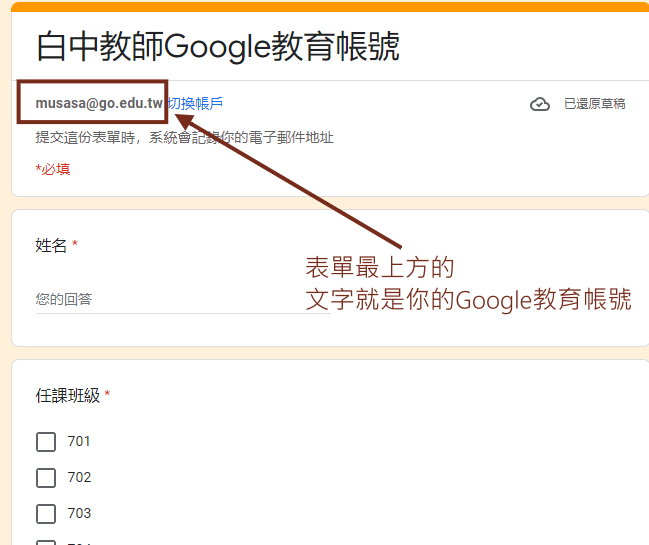 白中教師Google教育帳號
musasa@go.edu.tw 切換帳戶
已還原草稿
提交這份表單時，系統會記錄你的電子郵件地址
*必填
姓名 *
表單最上方的
文字就是你的Google教育帳號
您的回答
任課班級 *
701
702
703